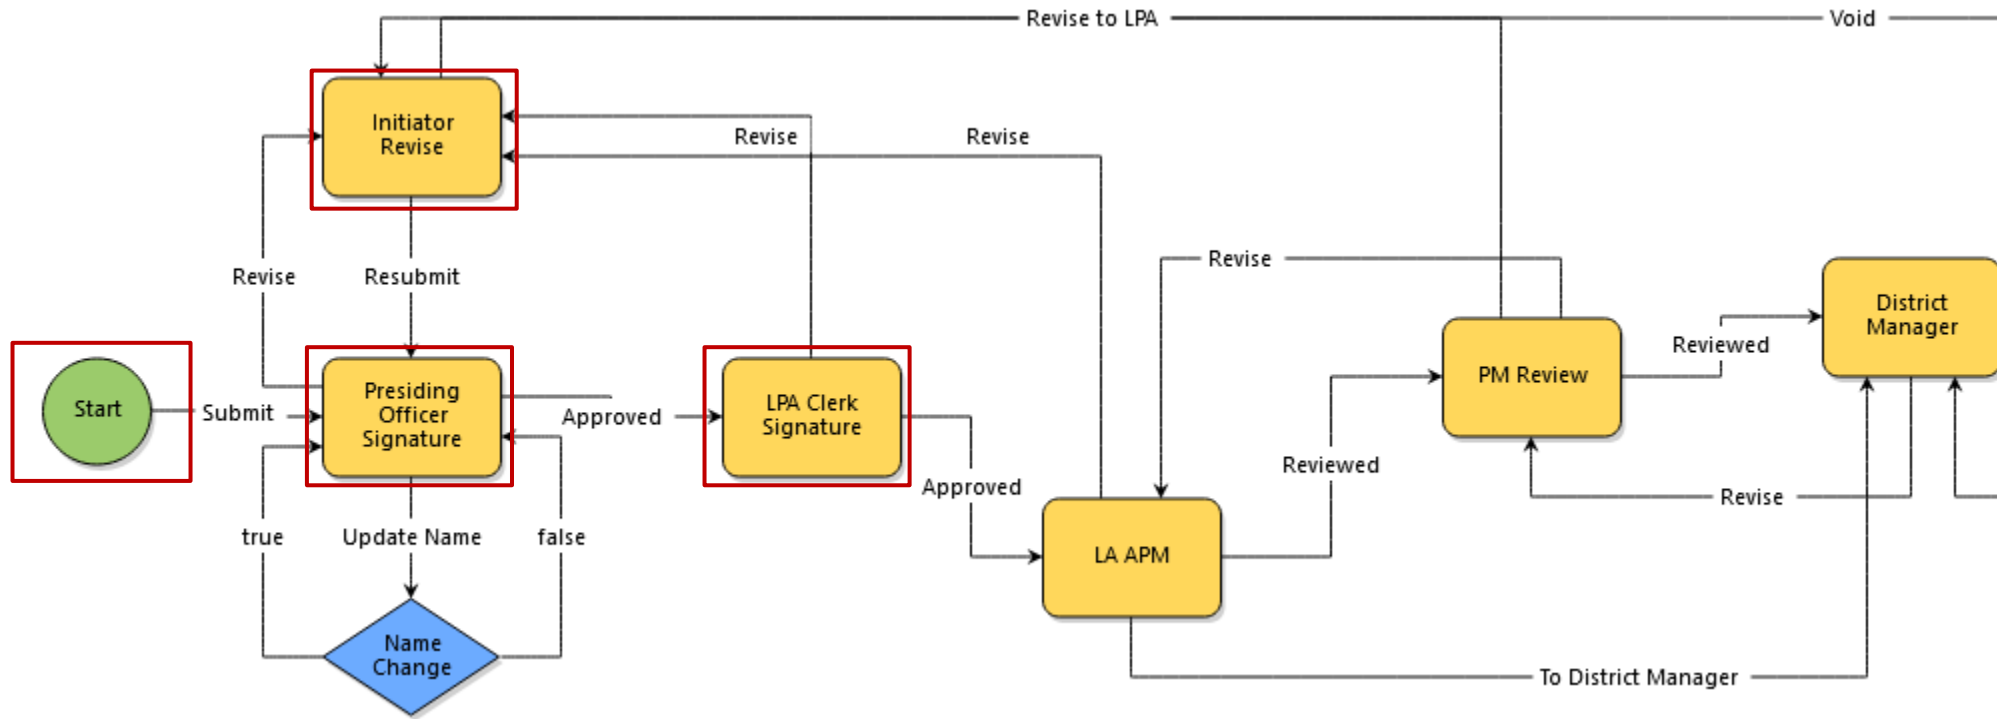 Revise to LPA
Void
Initiator
Revise
Revise
Revise
Revise
Resubmit
Revise
District
Manager
Reviewed
PM Review
Start
Submit
Presiding
Officer
Signature
Approved
LPA Clerk
Signature
Reviewed
Approved
Revise
true
Update Name
false
LA APM
Name
Change
To District Manager